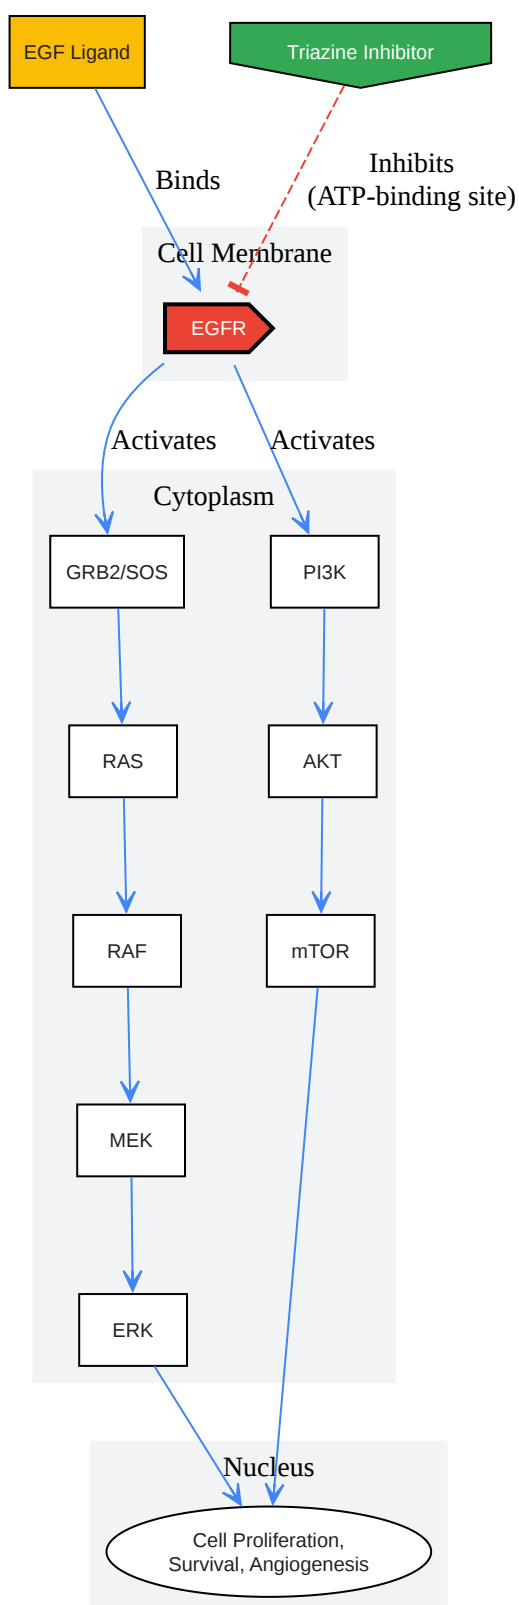 EGF Ligand
Triazine Inhibitor
Binds
Inhibits
(ATP-binding site)
Cell Membrane
EGFR
Activates
Activates
Cytoplasm
GRB2/SOS
PI3K
RAS
AKT
RAF
mTOR
MEK
ERK
Nucleus
Cell Proliferation,
Survival, Angiogenesis